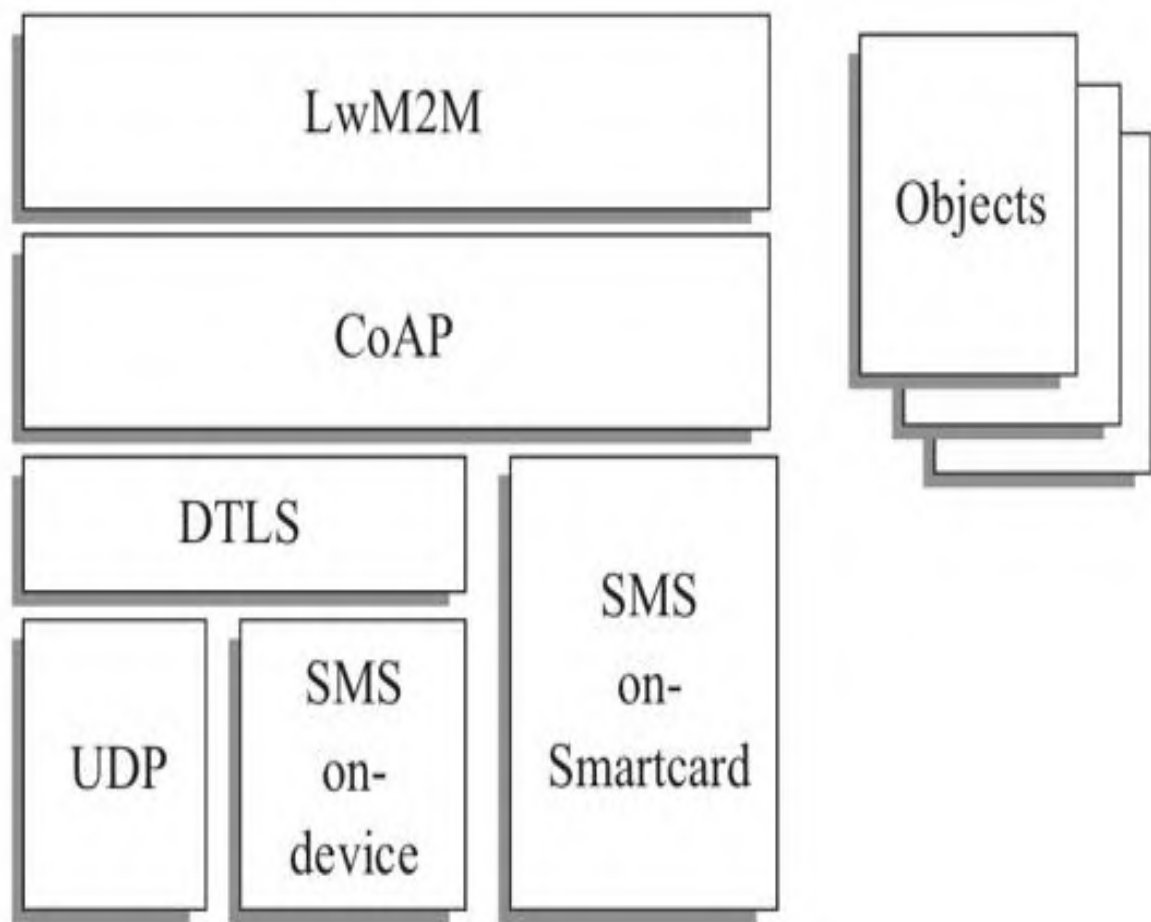 LwM2M
Objects
CoAP
DTLS
SMS
on-
Smartcard
UDP
SMS
on-
device